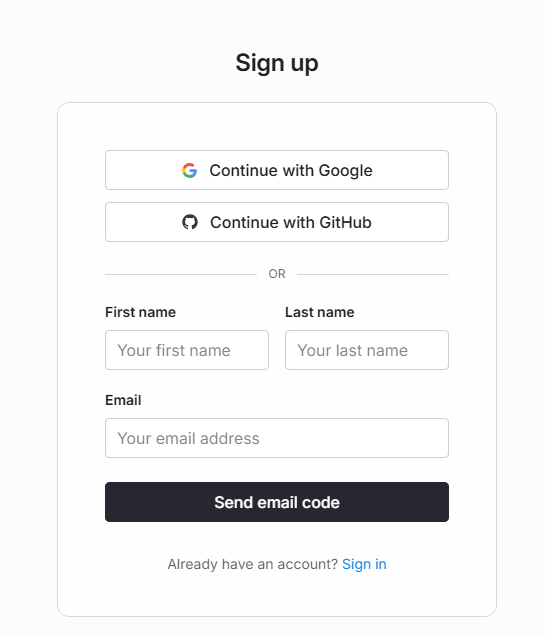 Sign up
Continue with Google
Continue with GitHub
OR
First name Last name
Your first name Your last name
Email
Your email address
Send email code
Already have an account? Sign in